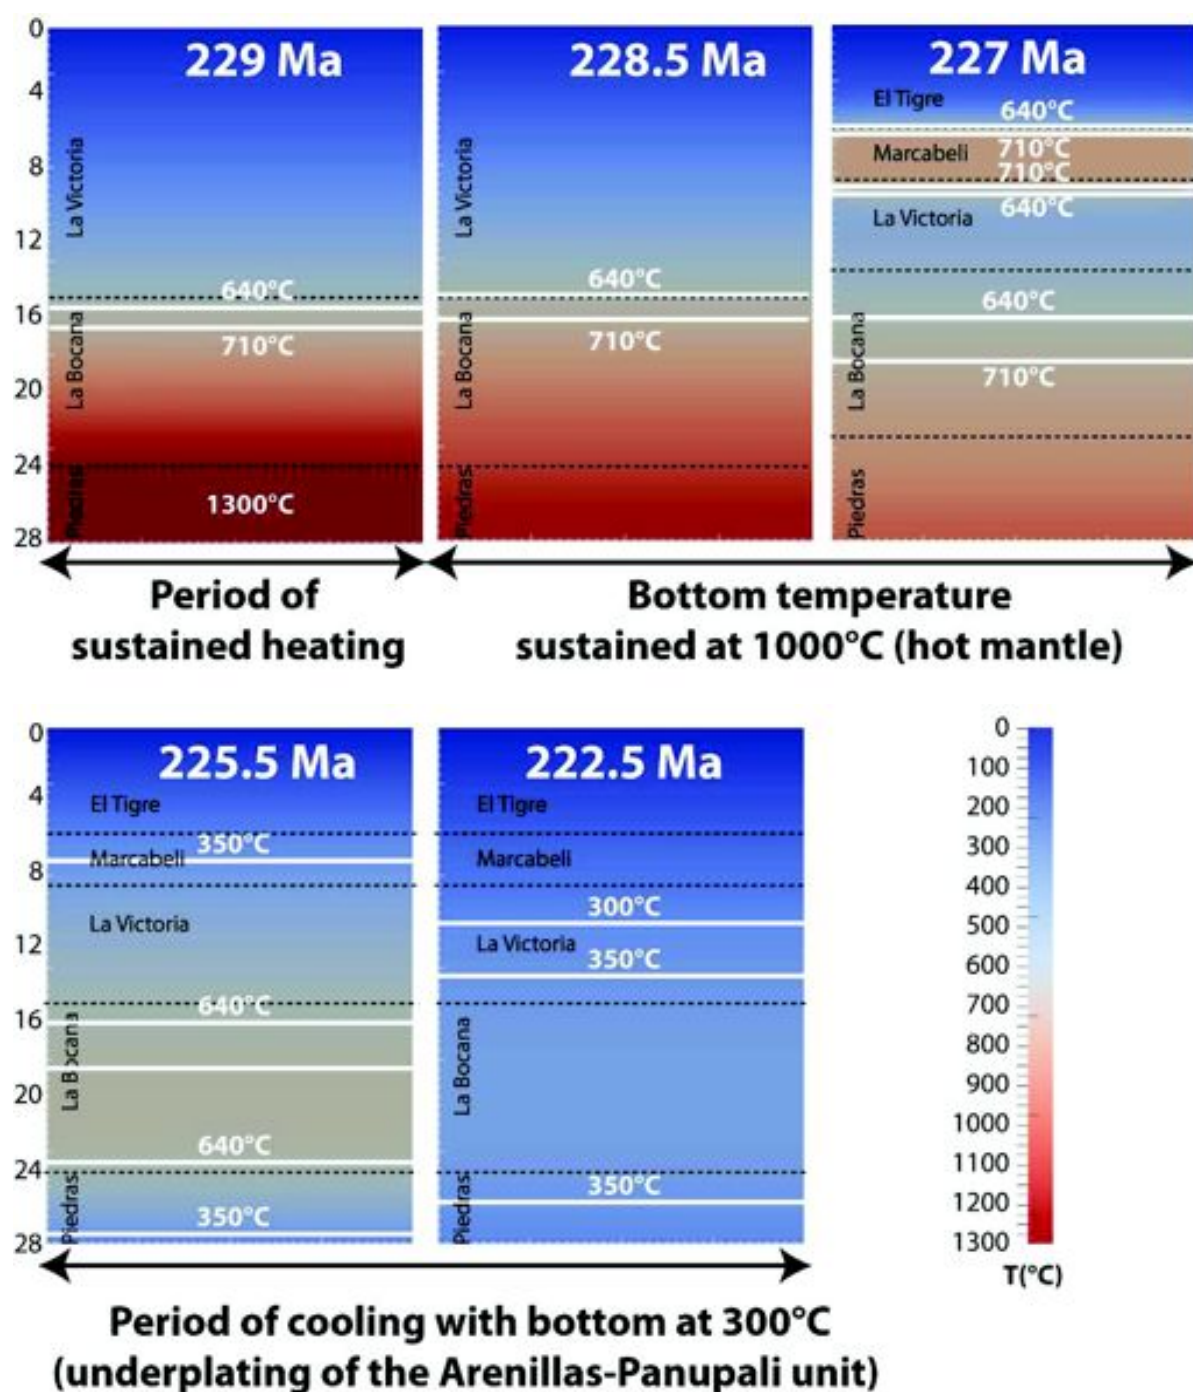 0
4
8
12
16
20
24
28
229 Ma
La Victoria
640°C
710°C
La Bocana
1300°C
Piedras
228.5 Ma
La Victoria
640°C
710°C
La Bocana
Piedras
227 Ma
El Tigre
640°C
Marcabeli
710°C
710°C
640°C
La Victoria
640°C
La Bocana
710°C
Piedras
Period of
sustained heating
Bottom temperature
sustained at 1000°C (hot mantle)
0
4
8
12
16
20
24
28
225.5 Ma
El Tigre
350°C
Marcabeli
La Victoria
640°C
La Bocana
640°C
Piedras
350°C
222.5 Ma
El Tigre
Marcabeli
300°C
La Victoria
350°C
La Bocana
350°C
Piedras
0
100
200
300
400
500
600
700
800
900
1000
1100
1200
1300
T(°C)
Period of cooling with bottom at 300°C
(underplating of the Arenillas-Panupali unit)